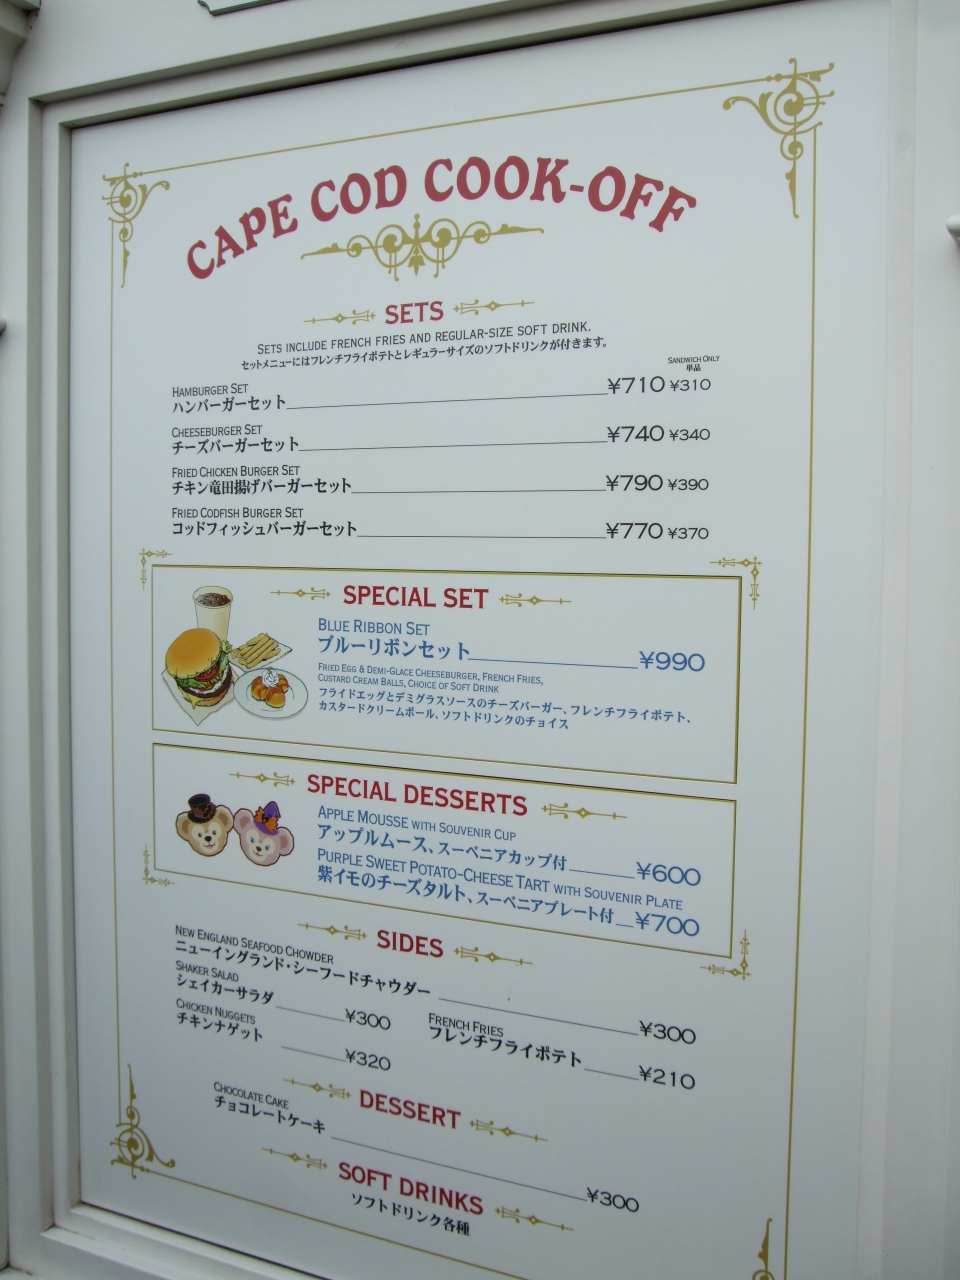 CAPE COD COOK-OFF
SETS
SETS INCLUDE FRENCH FRIES AND REGULAR-SIZE SOFT DRINK.
セットメニューにはフレンチフライポテトとレギュラーサイズのソフトドリンクが付きます。
SANDWICH ONLY
単品
HAMBURGER SET
ハンバーガーセット ¥710 ¥310
CHEESEBURGER SET
チーズバーガーセット ¥740 ¥340
FRIED CHICKEN BURGER SET
チキン竜田揚げバーガーセット ¥790 ¥390
FRIED CODFISH BURGER SET
コッドフィッシュバーガーセット ¥770 ¥370
SPECIAL SET
BLUE RIBBON SET
ブルーリボンセット ¥990
FRIED EGG & DEMI-GLACE CHEESEBURGER, FRENCH FRIES,
CUSTARD CREAM BALLS, CHOICE OF SOFT DRINK
フライドエッグとデミグラスソースのチーズバーガー、フレンチフライポテト、
カスタードクリームボール、ソフトドリンクのチョイス
SPECIAL DESSERTS
APPLE MOUSSE WITH SOUVENIR CUP
アップルムース、スーベニアカップ付 ¥600
PURPLE SWEET POTATO-CHEESE TART WITH SOUVENIR PLATE
紫イモのチーズタルト、スーベニアプレート付 ¥700
SIDES
NEW ENGLAND SEAFOOD CHOWDER
ニューイングランド・シーフードチャウダー ¥300
SHAKER SALAD
シェイカーサラダ ¥300
FRENCH FRIES
フレンチフライポテト ¥210
CHICKEN NUGGETS
チキンナゲット ¥320
DESSERT
CHOCOLATE CAKE
チョコレートケーキ ¥300
SOFT DRINKS
ソフトドリンク各種